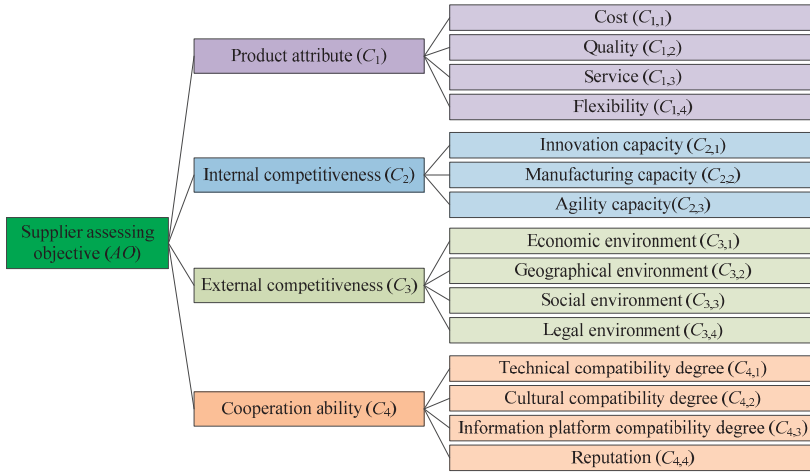 Supplier assessing
objective (AO)
Product attribute (C1)
Cost (C1,1)
Quality (C1,2)
Service (C1,3)
Flexibility (C1,4)
Internal competitiveness (C2)
Innovation capacity (C2,1)
Manufacturing capacity (C2,2)
Agility capacity(C2,3)
External competitiveness (C3)
Economic environment (C3,1)
Geographical environment (C3,2)
Social environment (C3,3)
Legal environment (C3,4)
Cooperation ability (C4)
Technical compatibility degree (C4,1)
Cultural compatibility degree (C4,2)
Information platform compatibility degree (C4,3)
Reputation (C4,4)